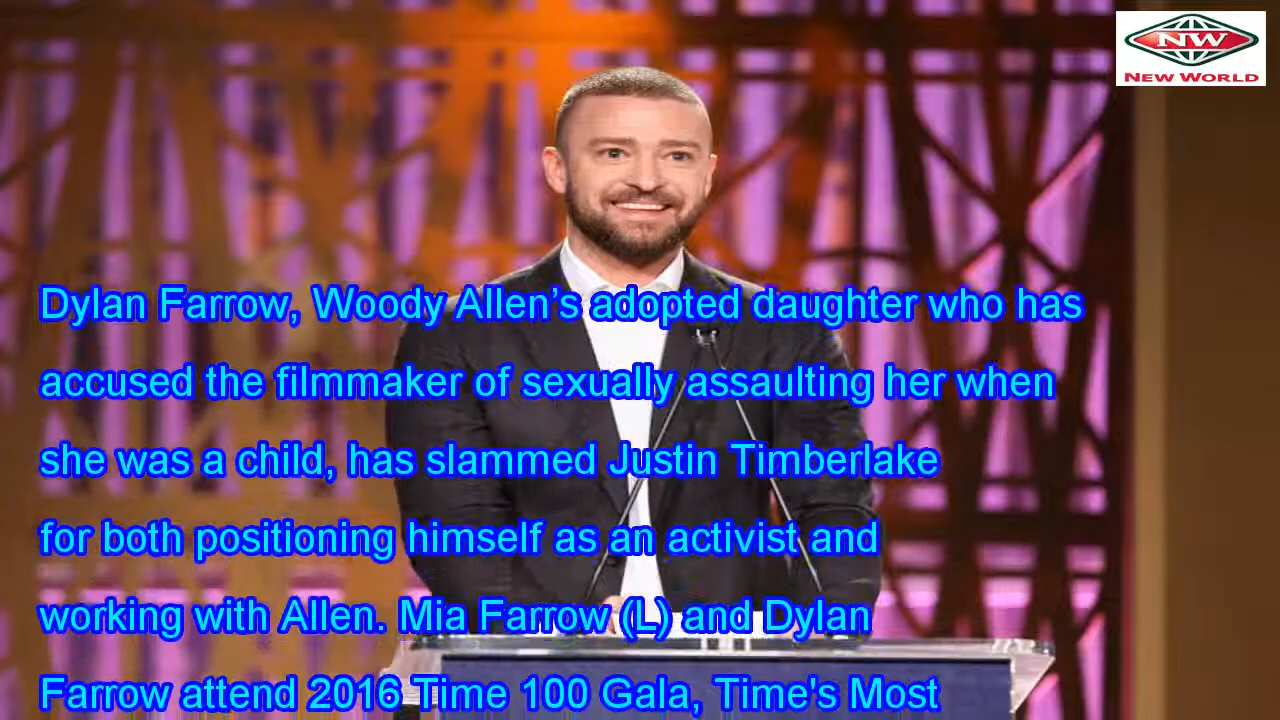 NW
NEW WORLD
Dylan Farrow, Woody Allen’s adopted daughter who has
accused the filmmaker of sexually assaulting her when
she was a child, has slammed Justin Timberlake
for both positioning himself as an activist and
working with Allen. Mia Farrow (L) and Dylan
Farrow attend 2016 Time 100 Gala, Time's Most